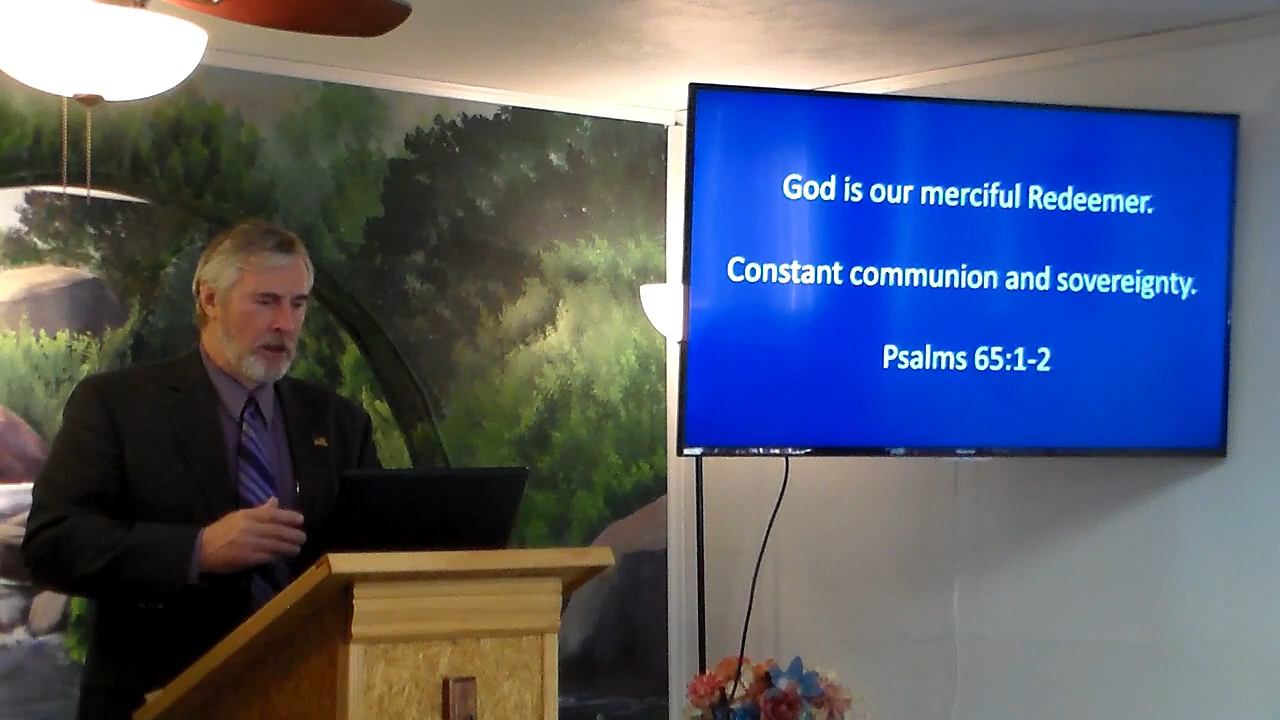 God is our merciful Redeemer.
Constant communion and sovereignty.
Psalms 65:1-2